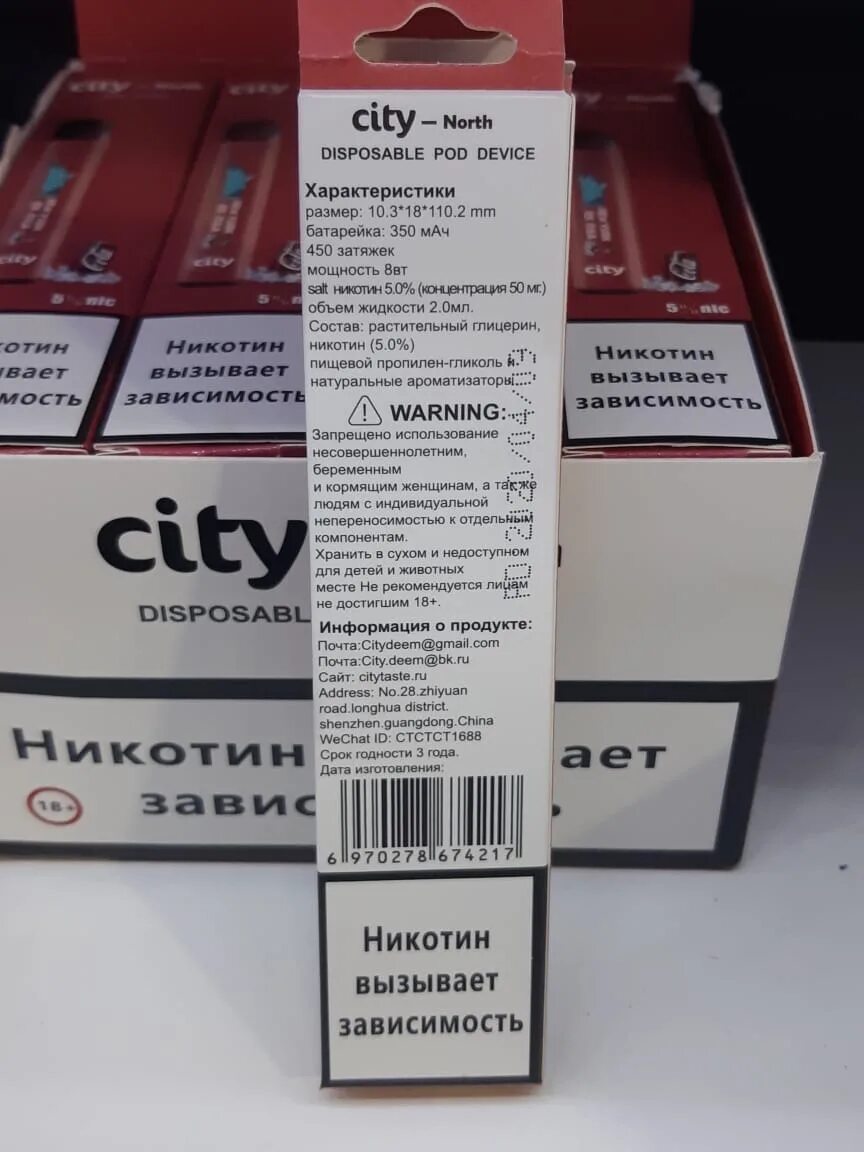 city – North
DISPOSABLE POD DEVICE
Характеристики
размер: 10.3*18*110.2 mm
батарейка: 350 мАч
450 затяжек
мощность 8вт
salt никотин 5.0% (концентрация 50 мг.)
объем жидкости 2.0мл.
Состав: растительный глицерин,
никотин (5.0%)
пищевой пропилен-гликоль и
натуральные ароматизаторы.
WARNING:
Запрещено использование
несовершеннолетним,
беременным
и кормящим женщинам, а также
людям с индивидуальной
непереносимостью к отдельным
компонентам.
Хранить в сухом и недоступном
для детей и животных
месте Не рекомендуется лицам
не достигшим 18+.
Информация о продукте:
Почта:Citydeem@gmail.com
Почта:City.deem@bk.ru
Сайт: citytaste.ru
Address: No.28.zhiyuan
road.longhua district.
shenzhen.guangdong.China
WeChat ID: CTCTCT1688
Срок годности 3 года.
Дата изготовления:
6 970278 674217
Никотин
вызывает
зависимость
city
city
city
city
city
Никотин
вызывает
зависимость
Никотин
вызывает
зависимость
city
DISPOSABL
Никотин
ает
18+
завис